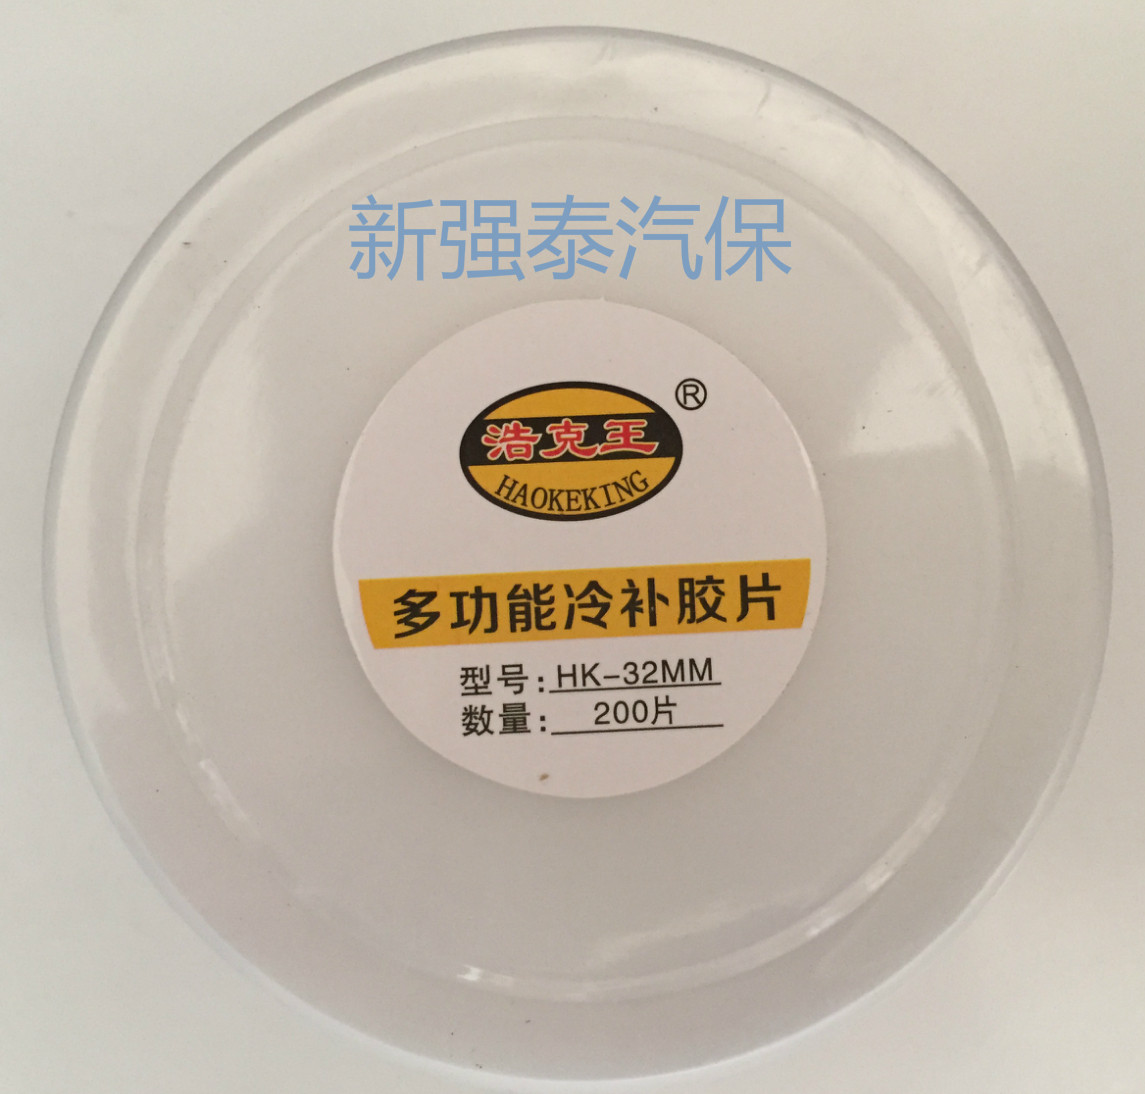 新强泰汽保
®
浩克王
HAOKEKING
多功能冷补胶片
型号:HK-32MM
数量:200片